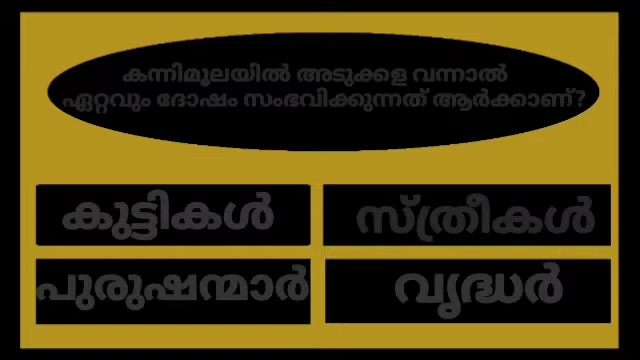 കന്നിമൂലയിൽ അടുക്കള വന്നാൽ
ഏറ്റവും ദോഷം സംഭവിക്കുന്നത് ആർക്കാണ്?
കുട്ടികൾ
സ്ത്രീകൾ
പുരുഷന്മാർ
വൃദ്ധർ